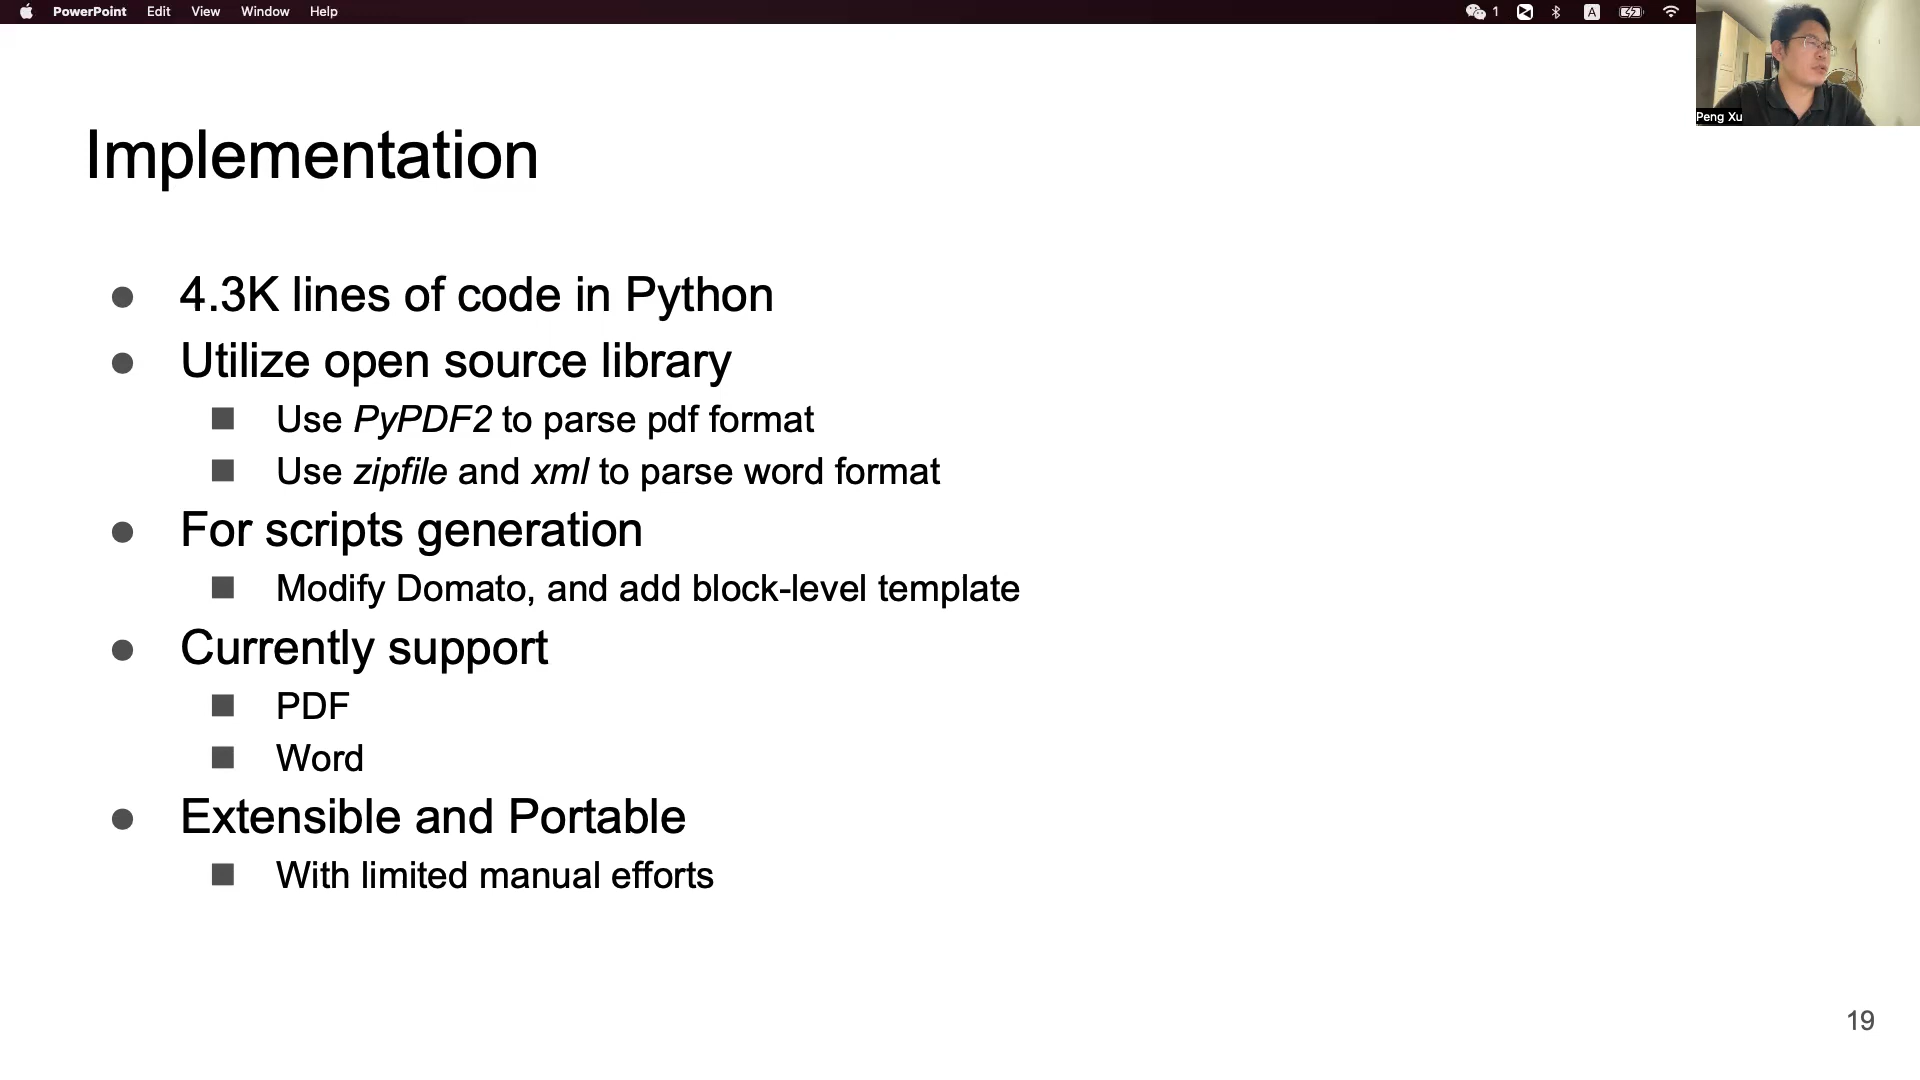 PowerPoint Edit View Window Help 1 A
Peng Xu
Implementation
4.3K lines of code in Python
Utilize open source library
Use PyPDF2 to parse pdf format
Use zipfile and xml to parse word format
For scripts generation
Modify Domato, and add block-level template
Currently support
PDF
Word
Extensible and Portable
With limited manual efforts
19